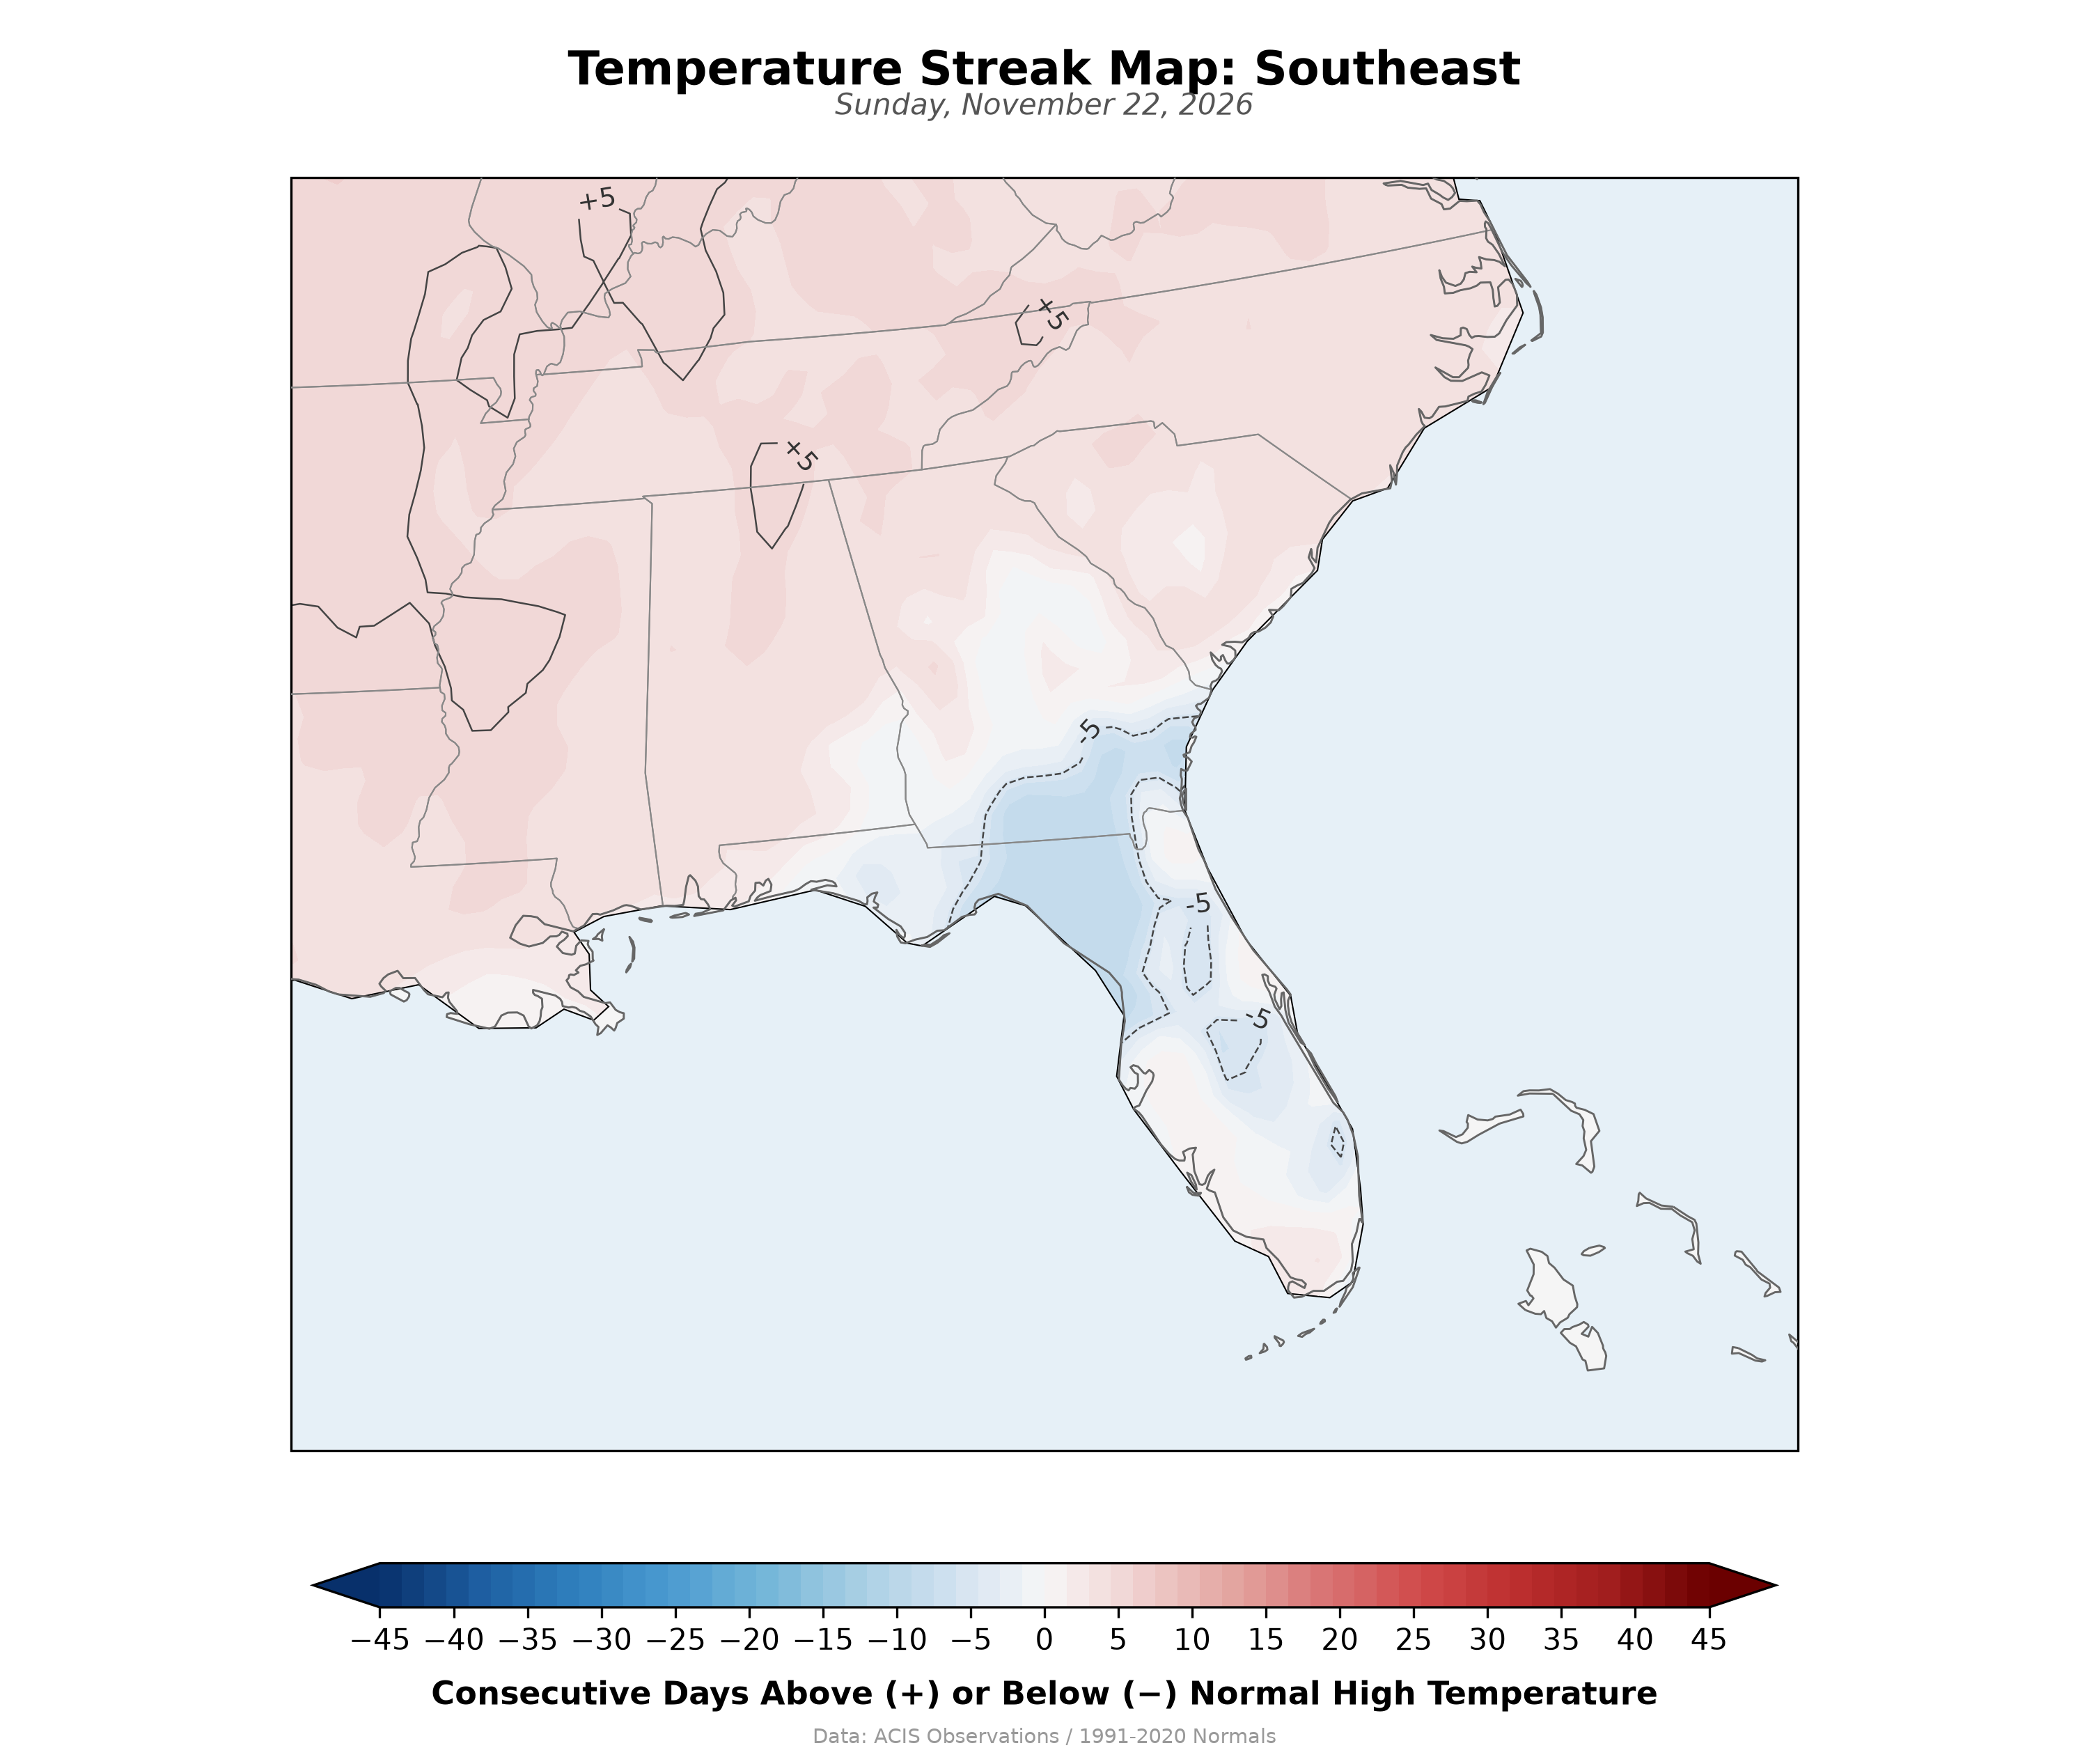 Temperature Streak Map: Southeast
Sunday, November 22, 2026
+5
+5
+5
-5
-5
-5
−45 −40 −35 −30 −25 −20 −15 −10 −5 0 5 10 15 20 25 30 35 40 45
Consecutive Days Above (+) or Below (−) Normal High Temperature
Data: ACIS Observations / 1991-2020 Normals